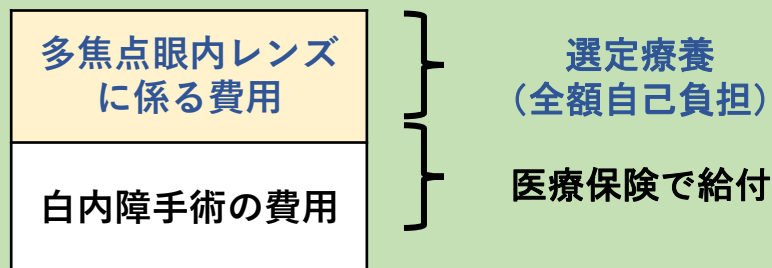 多焦点眼内レンズ
に係る費用
選定療養
（全額自己負担）
白内障手術の費用
医療保険で給付